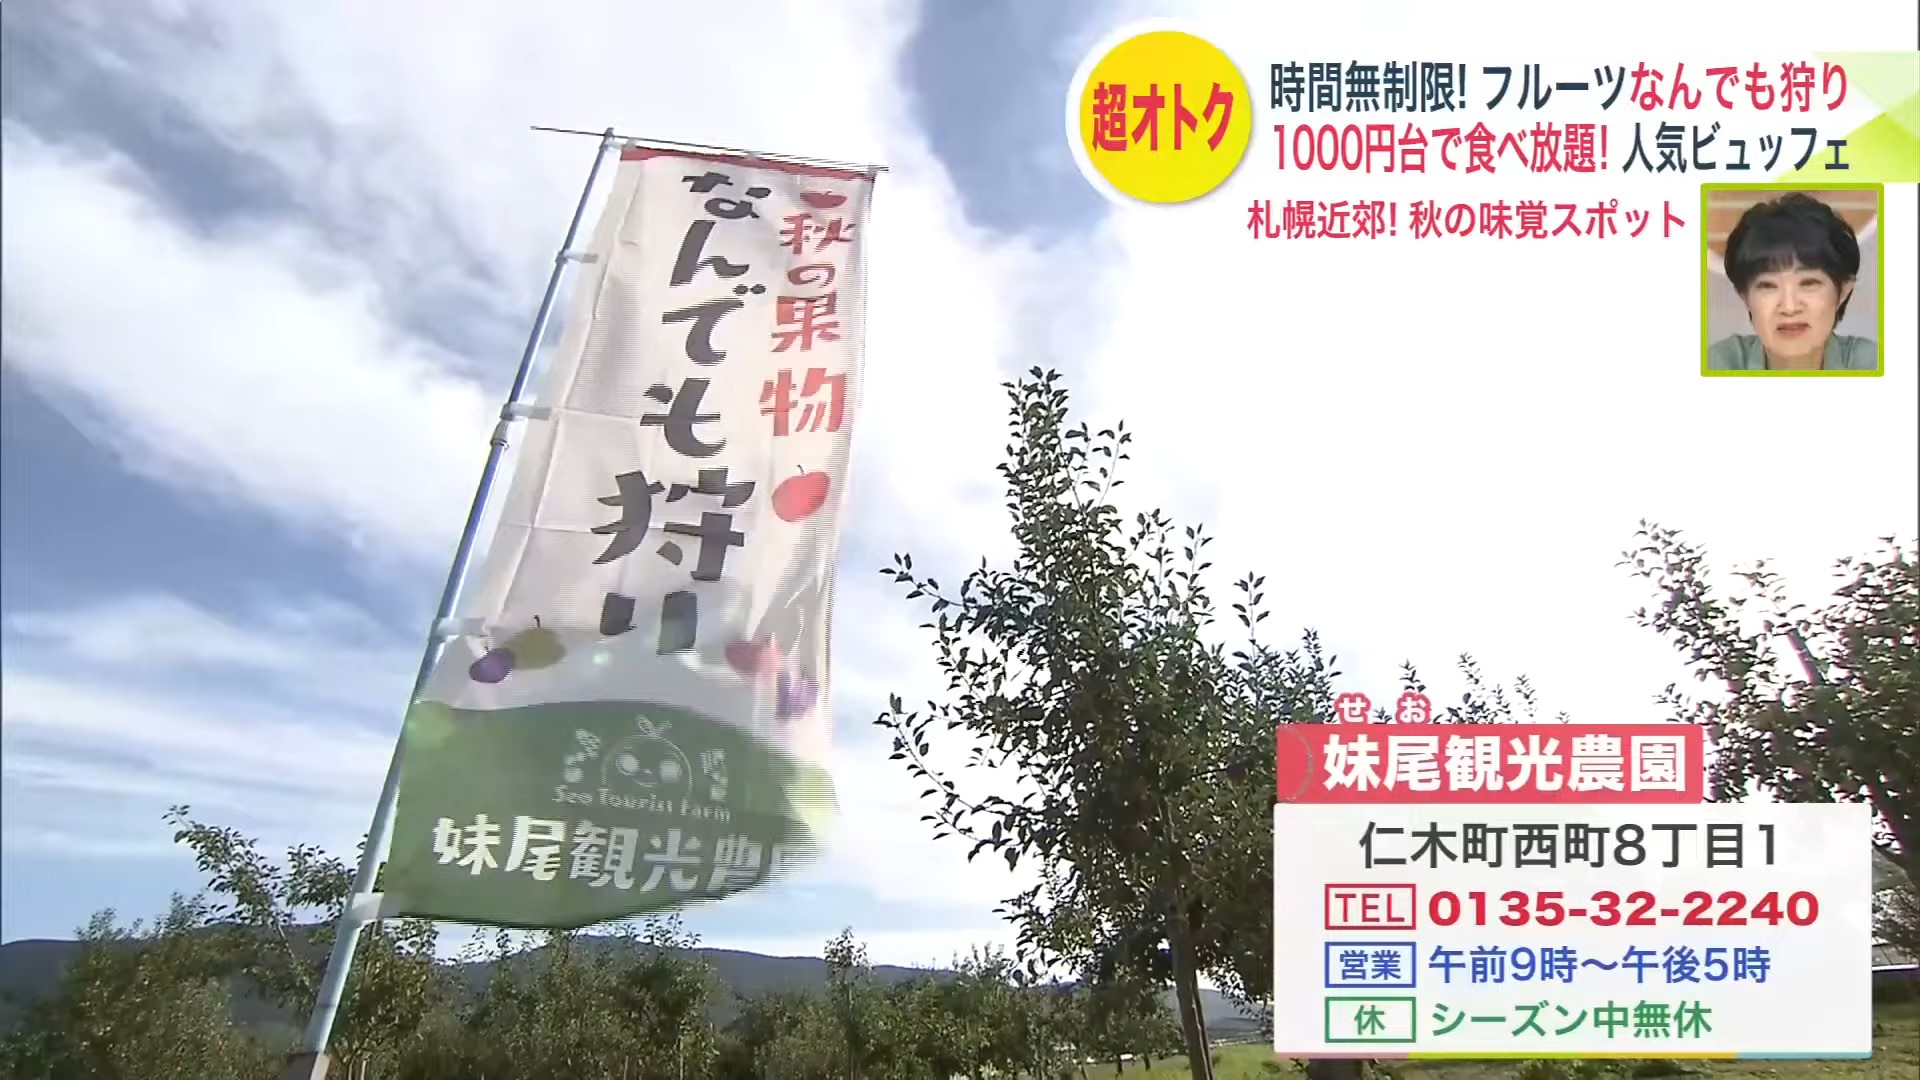 超オトク
時間無制限! フルーツなんでも狩り
1000円台で食べ放題! 人気ビュッフェ
札幌近郊! 秋の味覚スポット
秋の果物
なんでも狩り
Seo Tourist Farm
妹尾観光農
せお
妹尾観光農園
仁木町西町8丁目1
TEL 0135-32-2240
営業 午前9時～午後5時
休 シーズン中無休